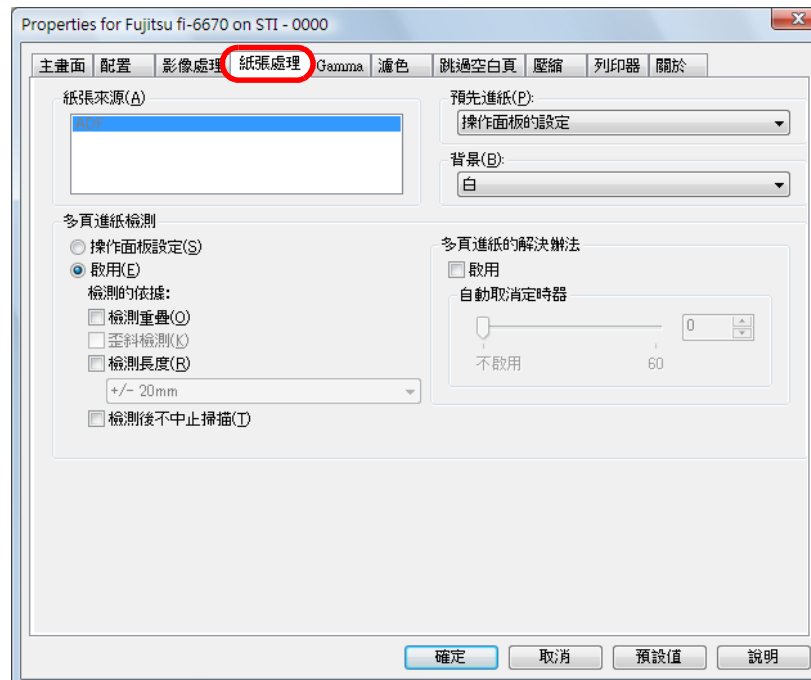 Properties for Fujitsu fi-6670 on STI - 0000
主畫面 配置 影像處理 紙張處理 Gamma 濾色 跳過空白頁 壓縮 列印器 關於
紙張來源(A)
ADF
預先進紙(P):
操作面板的設定
背景(B):
白
多頁進紙檢測
操作面板設定(S)
啟用(E)
檢測的依據:
檢測重疊(O)
歪斜檢測(K)
檢測長度(R)
+/- 20mm
檢測後不中止掃描(T)
多頁進紙的解決辦法
啟用
自動取消定時器
0
不啟用 60
確定 取消 預設值 說明